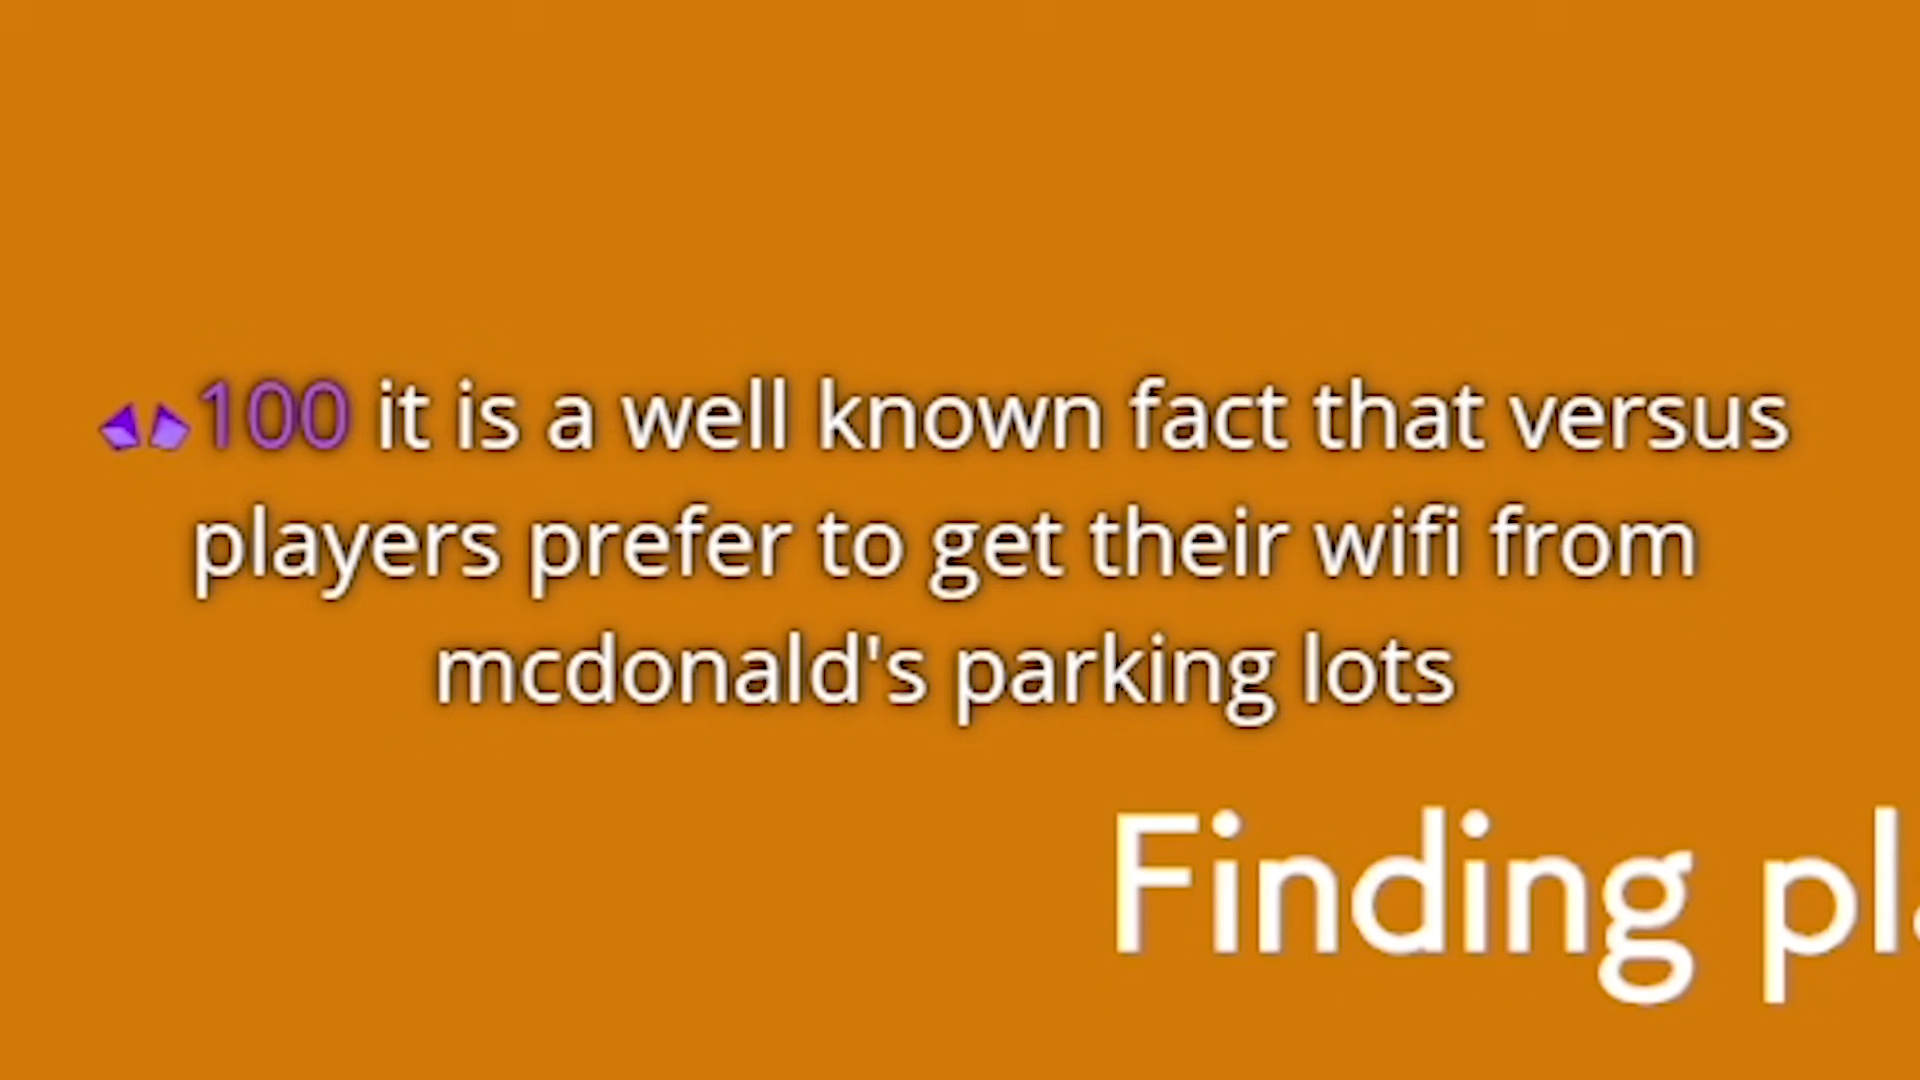 100 it is a well known fact that versus
players prefer to get their wifi from
mcdonald's parking lots
Finding